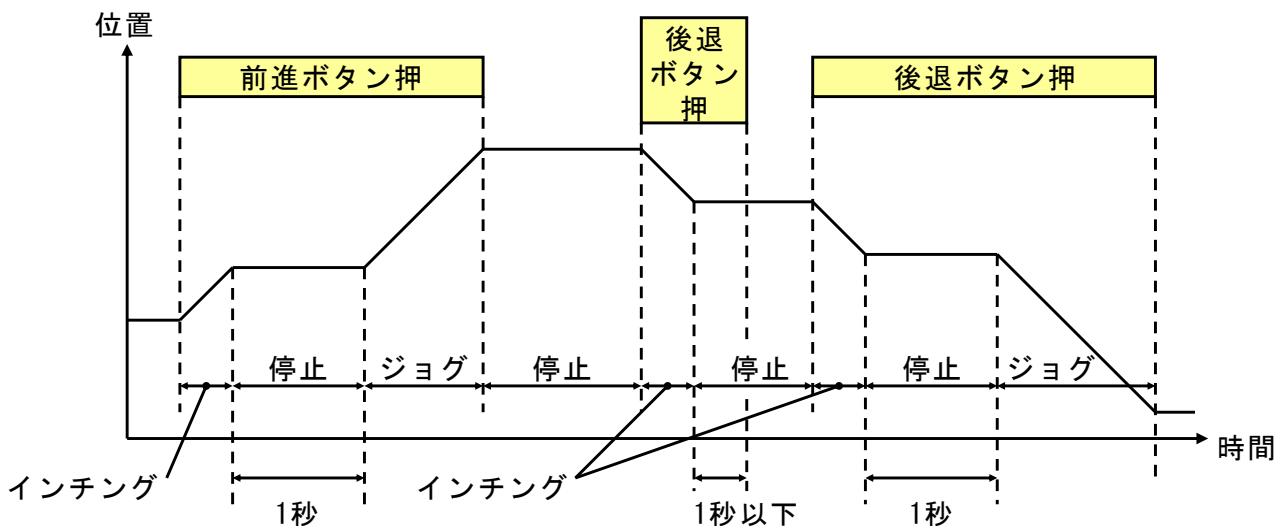 位置
前進ボタン押
後退
ボタン
押
後退ボタン押
停止
ジョグ
停止
停止
停止
ジョグ
時間
インチング
インチング
1秒
1秒以下
1秒